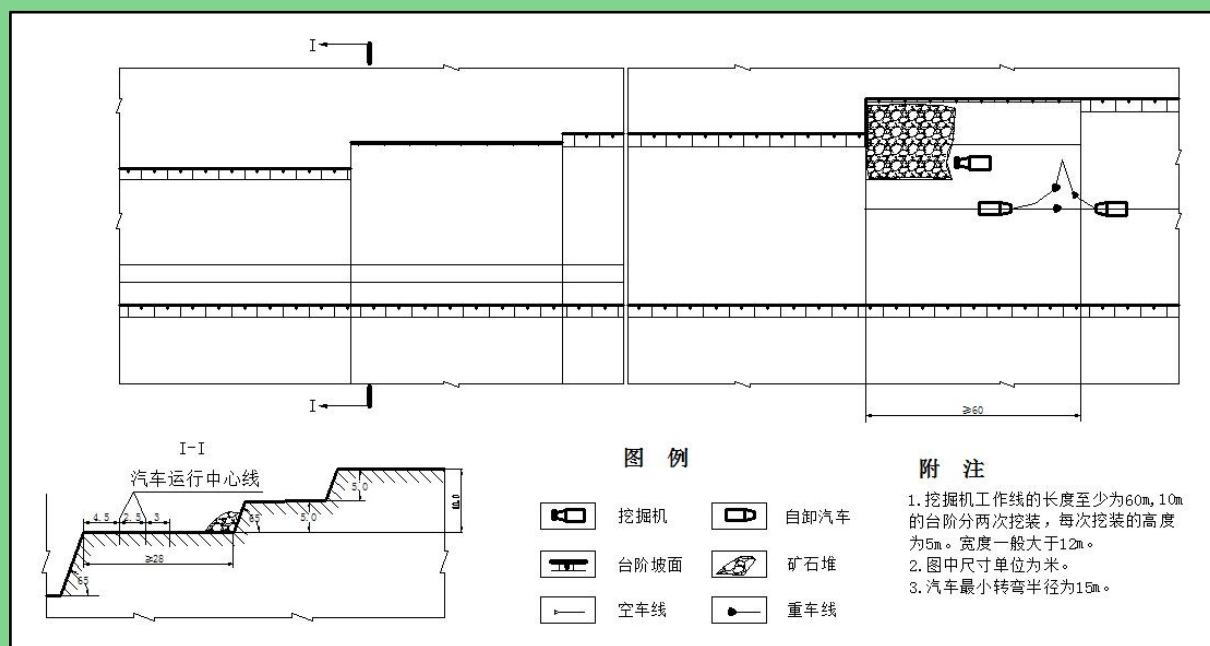 I
I
≥60
I-I
汽车运行中心线
4.5
2.5
3
5.0
5.0
10.0
65
≥28
65
图 例
挖掘机
自卸汽车
台阶坡面
矿石堆
空车线
重车线
附 注
1.挖掘机工作线的长度至少为60m,10m
的台阶分两次挖装，每次挖装的高度
为5m。宽度一般大于12m。
2.图中尺寸单位为米。
3.汽车最小转弯半径为15m。